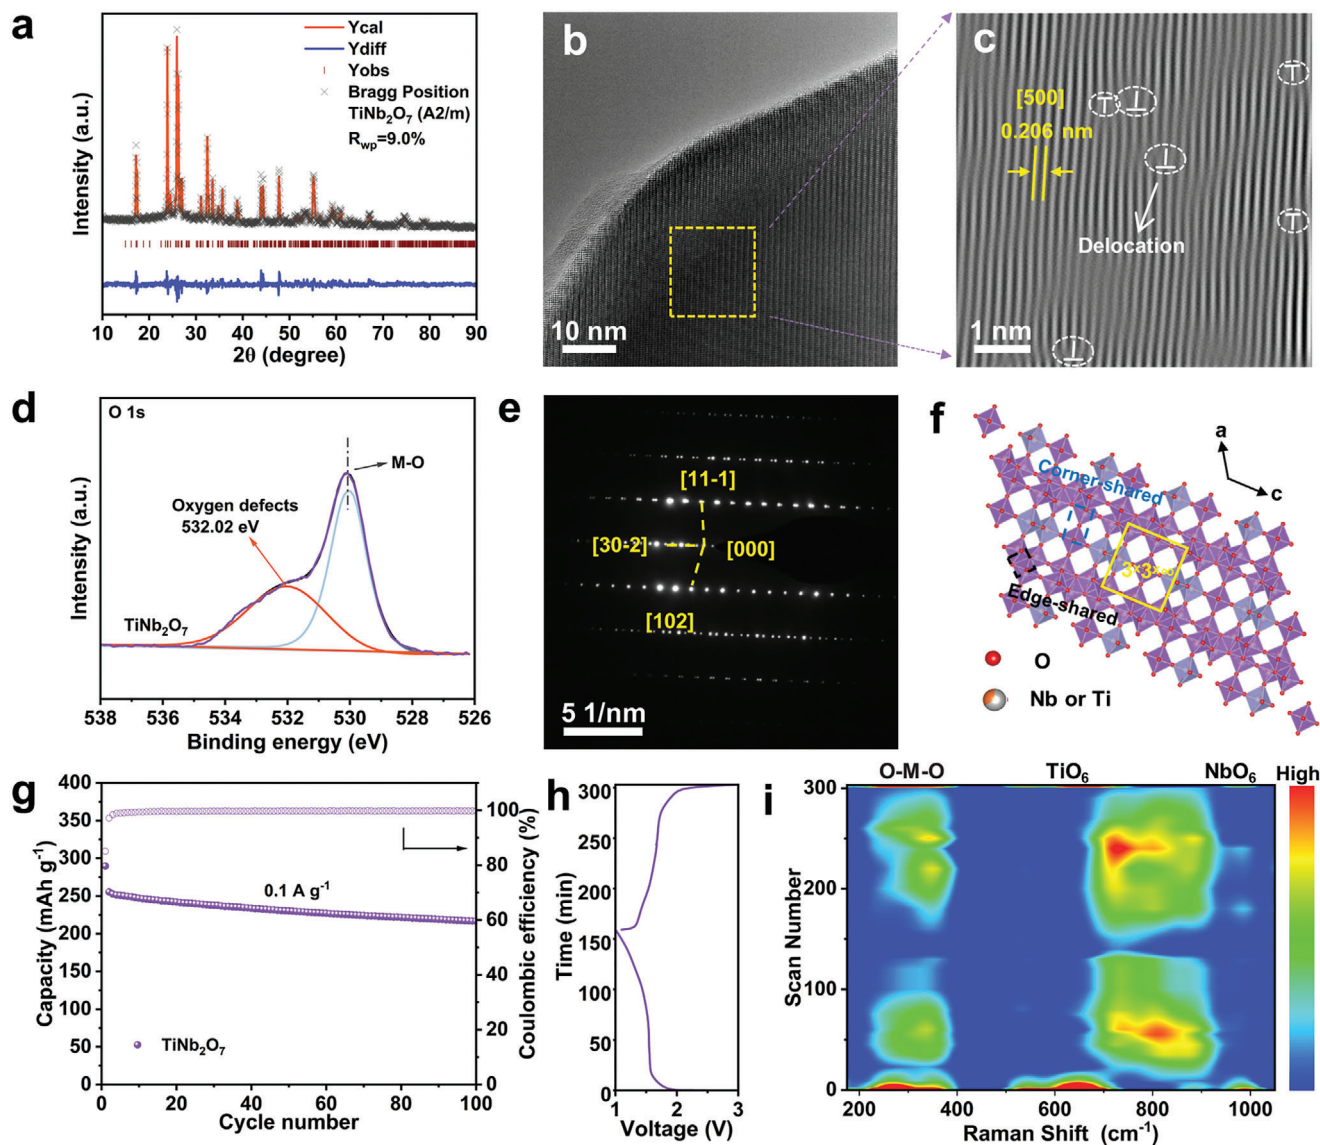 a
Ycal
Ydiff
Yobs
Bragg Position
TiNb₂O₇ (A2/m)
R_wp=9.0%
Intensity (a.u.)
10 20 30 40 50 60 70 80 90
2θ (degree)
b
10 nm
c
[500]
0.206 nm
Delocation
1 nm
d
O 1s
M-O
Oxygen defects
532.02 eV
TiNb₂O₇
Intensity (a.u.)
538 536 534 532 530 528 526
Binding energy (eV)
e
[11-1]
[30-2]
[000]
[102]
5 1/nm
f
a
c
Corner-shared
3×3×∞
Edge-shared
O
Nb or Ti
g
400
350
300
250
200
150
100
50
0
Capacity (mAh g⁻¹)
0.1 A g⁻¹
TiNb₂O₇
100
80
60
40
20
0
Coulombic efficiency (%)
0 20 40 60 80 100
Cycle number
h
300
250
200
150
100
50
0
Time (min)
1 2 3
Voltage (V)
i
O-M-O TiO₆ NbO₆ High
300
200
100
0
Scan Number
200 400 600 800 1000
Raman Shift (cm⁻¹)